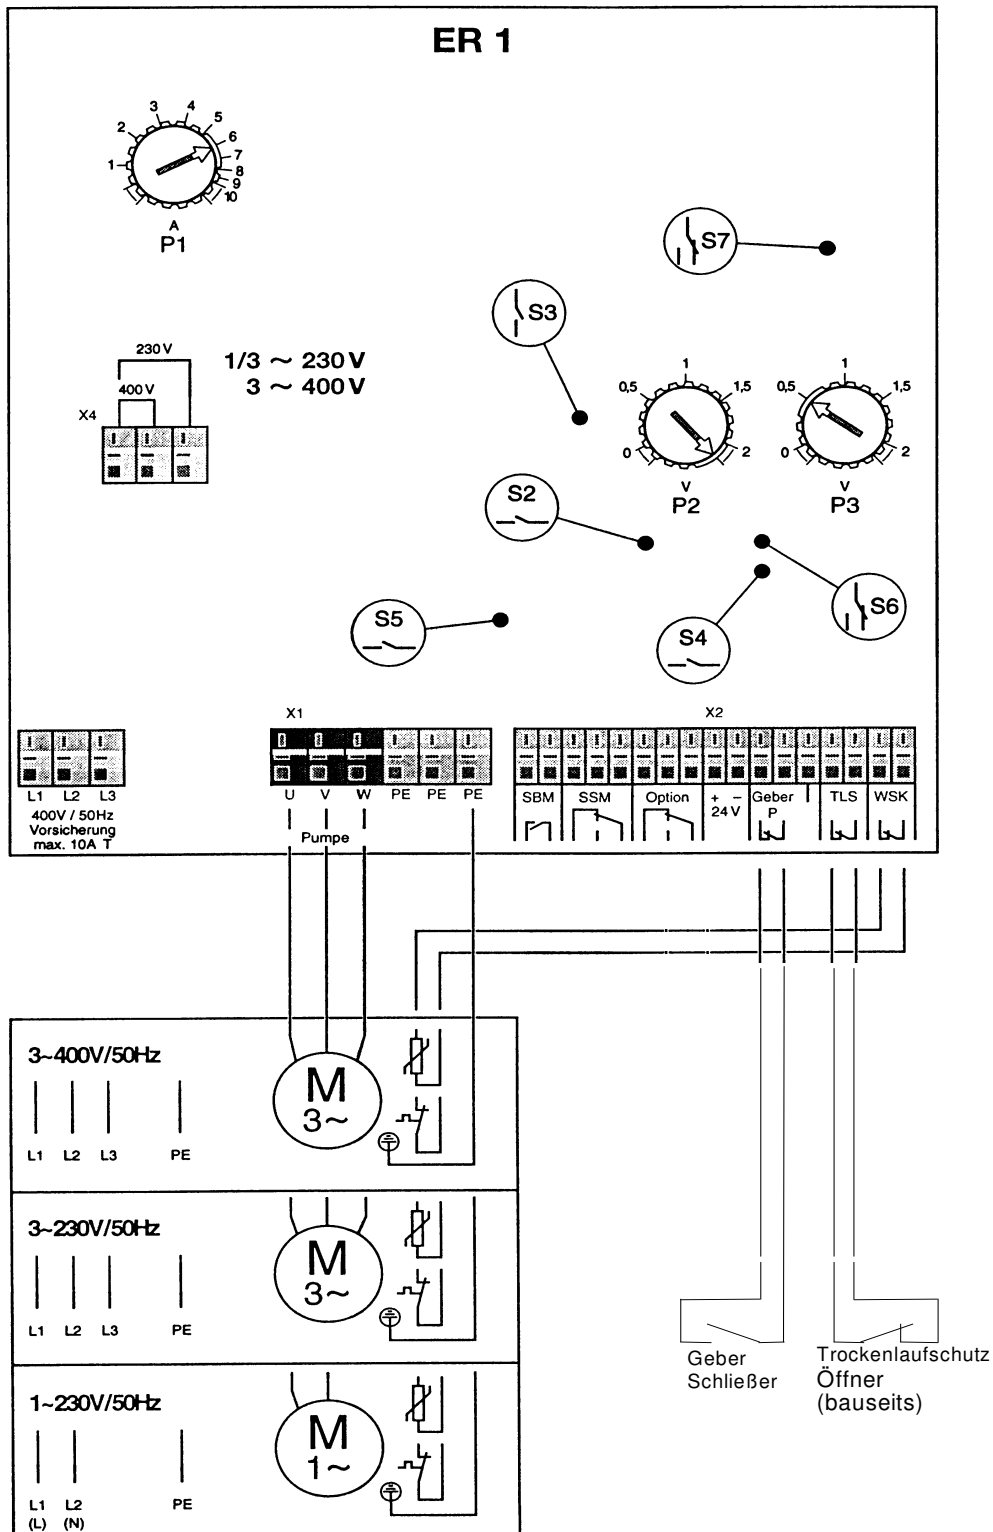 ER 1
1 2 3 4 5 6 7 8 9 10
A
P1
S7
S3
230 V
400 V
X4
1/3 ~ 230 V
3 ~ 400 V
0 0,5 1 1,5 2
V
P2
0 0,5 1 1,5 2
V
P3
S2
S5
S4
S6
X1
X2
L1 L2 L3
400V / 50Hz
Vorsicherung
max. 10A T
U V W PE PE PE
Pumpe
SBM SSM Option + − Geber TLS WSK
24 V P
3~400V/50Hz
M
3~
L1 L2 L3 PE
3~230V/50Hz
M
3~
L1 L2 L3 PE
1~230V/50Hz
M
1~
L1 L2 PE
(L) (N)
Geber
Schließer
Trockenlaufschutz
Öffner
(bauseits)